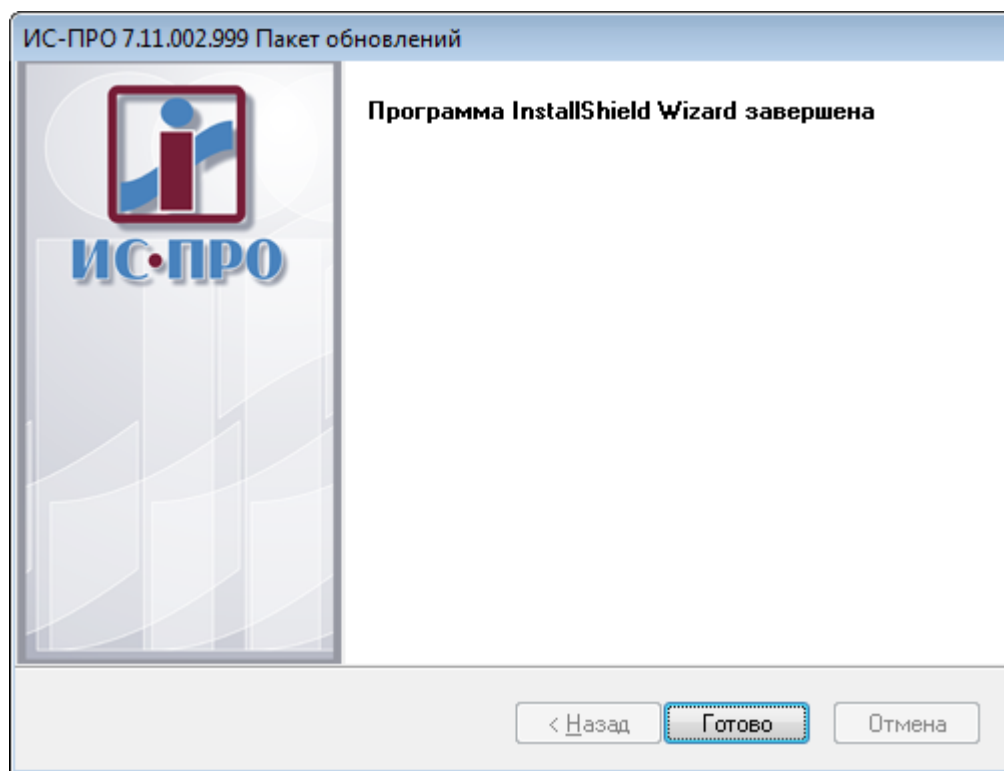 ИС-ПРО 7.11.002.999 Пакет обновлений
Программа InstallShield Wizard завершена
ИС•ПРО
< Назад
Готово
Отмена